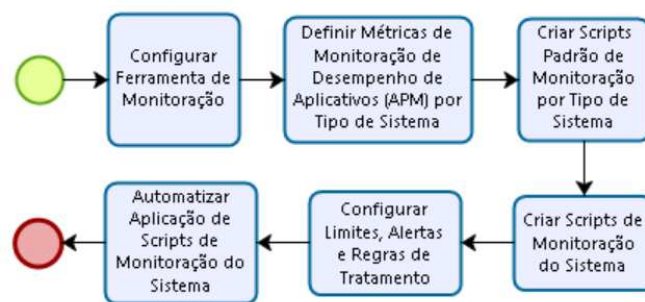 Configurar
Ferramenta de
Monitoração
Definir Métricas de
Monitoração de
Desempenho de
Aplicativos (APM) por
Tipo de Sistema
Criar Scripts
Padrão de
Monitoração
por Tipo de
Sistema
Criar Scripts de
Monitoração
do Sistema
Configurar
Limites, Alertas
e Regras de
Tratamento
Automatizar
Aplicação de
Scripts de
Monitoração do
Sistema